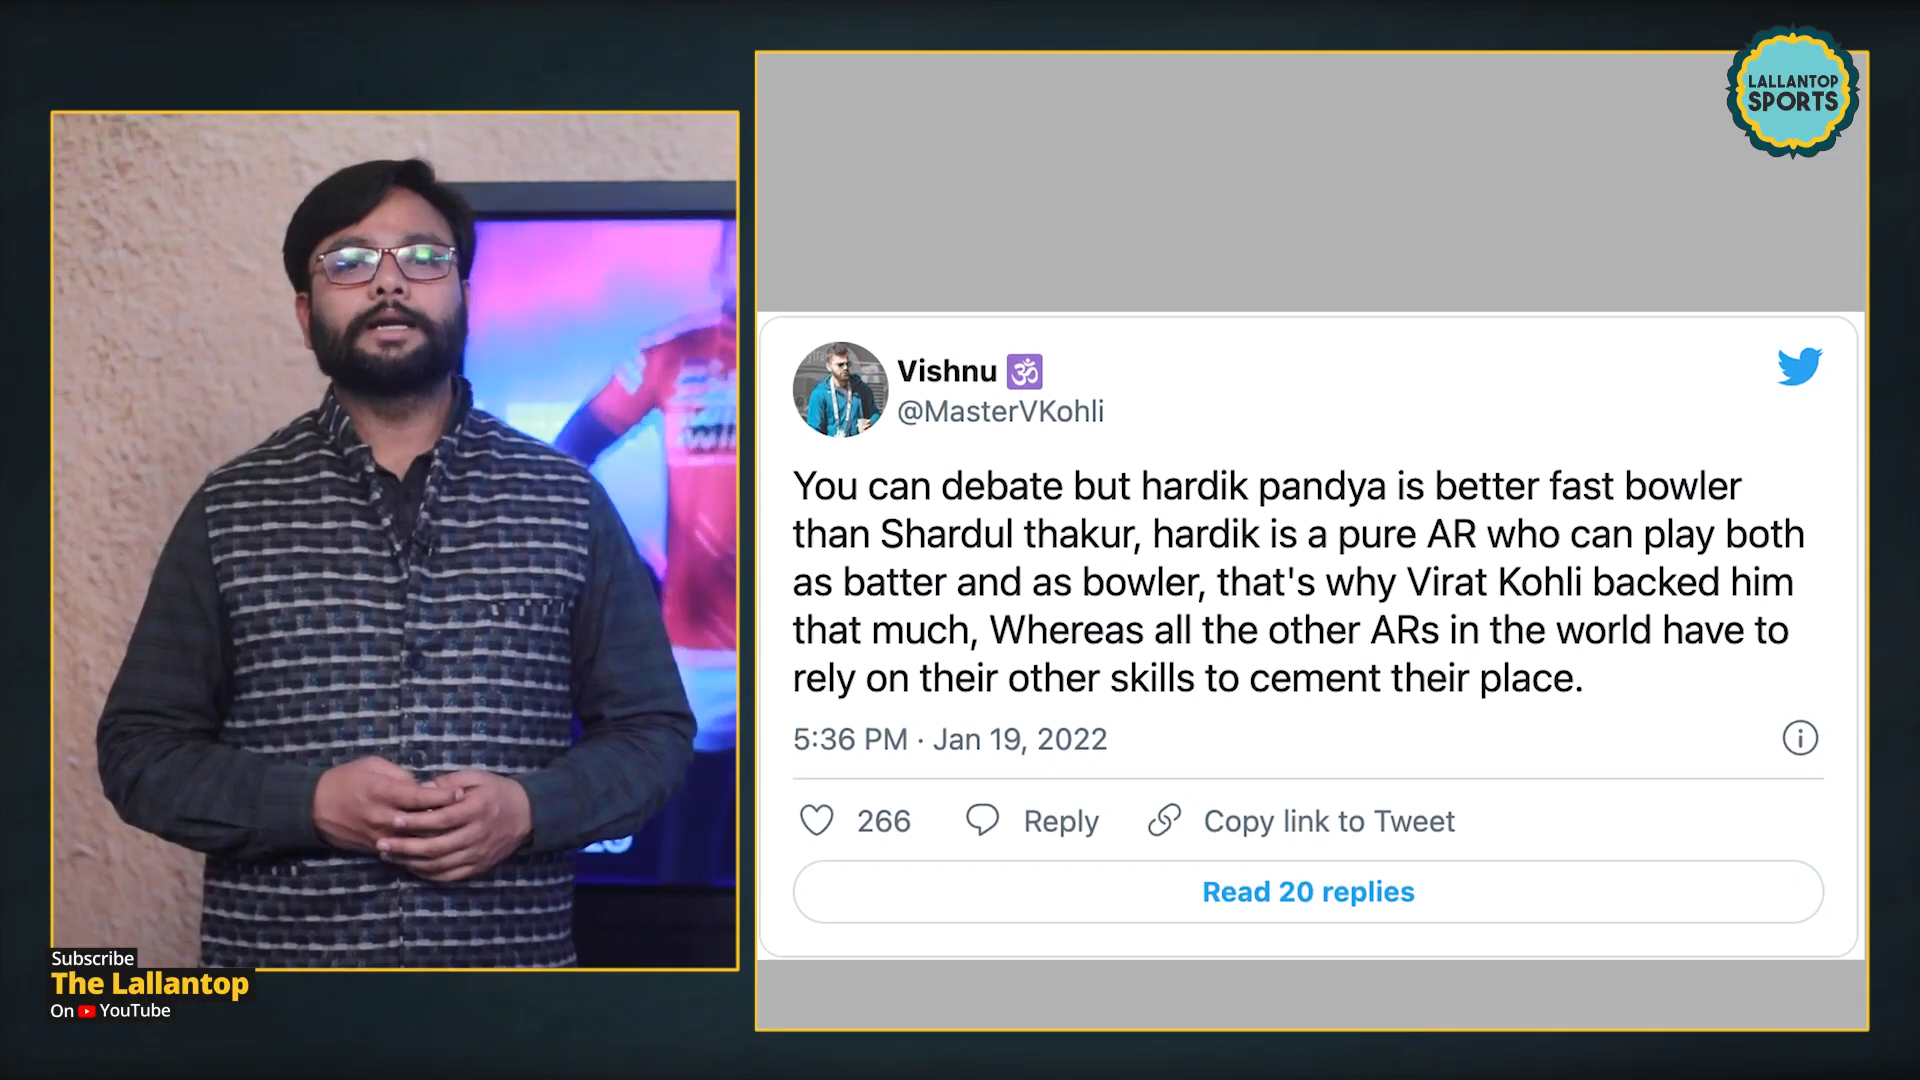 LALLANTOP
SPORTS
Vishnu 🕉
@MasterVKohli
You can debate but hardik pandya is better fast bowler
than Shardul thakur, hardik is a pure AR who can play both
as batter and as bowler, that's why Virat Kohli backed him
that much, Whereas all the other ARs in the world have to
rely on their other skills to cement their place.
5:36 PM · Jan 19, 2022
266 Reply Copy link to Tweet
Read 20 replies
Subscribe
The Lallantop
On YouTube